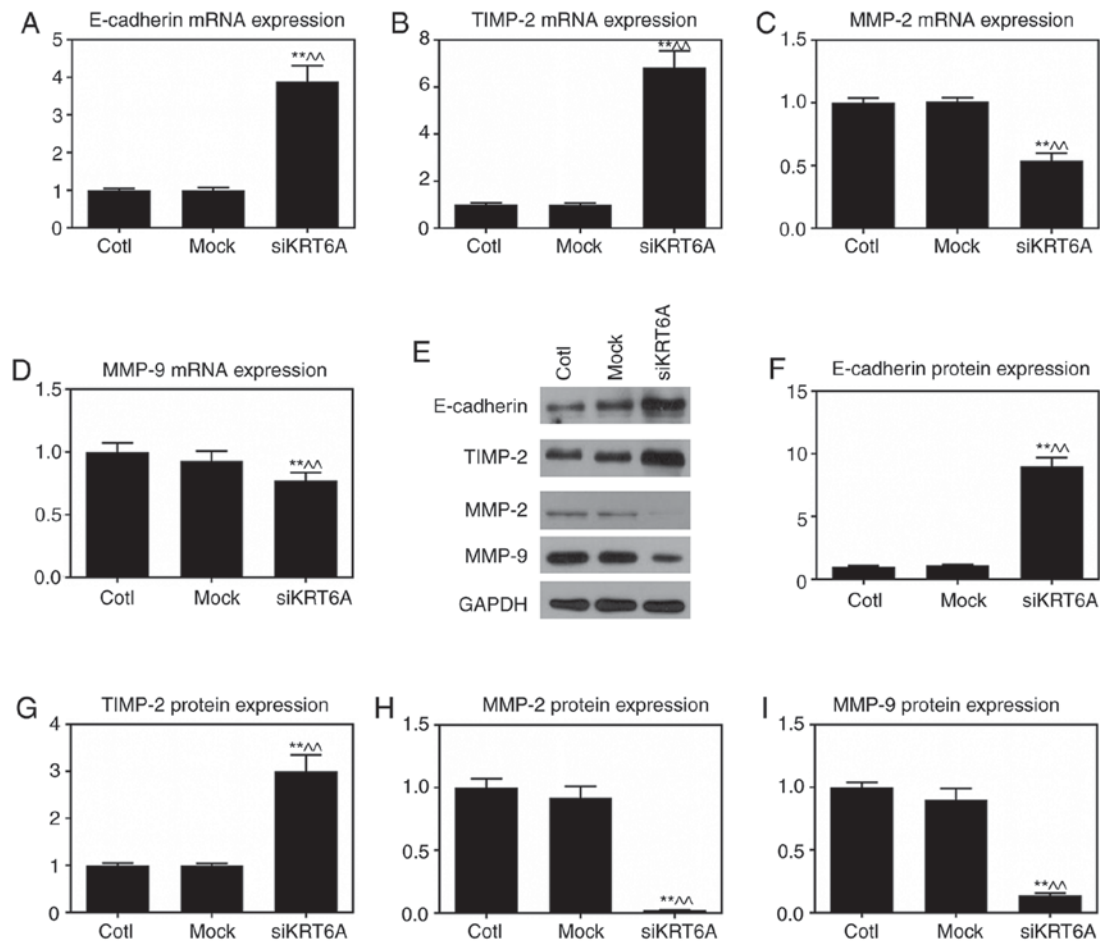 A
E-cadherin mRNA expression
5
4
3
2
1
0
**^^
Cotl Mock siKRT6A
B
TIMP-2 mRNA expression
8
6
4
2
0
**^^
Cotl Mock siKRT6A
C
MMP-2 mRNA expression
1.5
1.0
0.5
0.0
**^^
Cotl Mock siKRT6A
D
MMP-9 mRNA expression
1.5
1.0
0.5
0.0
**^^
Cotl Mock siKRT6A
E
Cotl Mock siKRT6A
E-cadherin
TIMP-2
MMP-2
MMP-9
GAPDH
F
E-cadherin protein expression
15
10
5
0
**^^
Cotl Mock siKRT6A
G
TIMP-2 protein expression
4
3
2
1
0
**^^
Cotl Mock siKRT6A
H
MMP-2 protein expression
1.5
1.0
0.5
0.0
**^^
Cotl Mock siKRT6A
I
MMP-9 protein expression
1.5
1.0
0.5
0.0
**^^
Cotl Mock siKRT6A